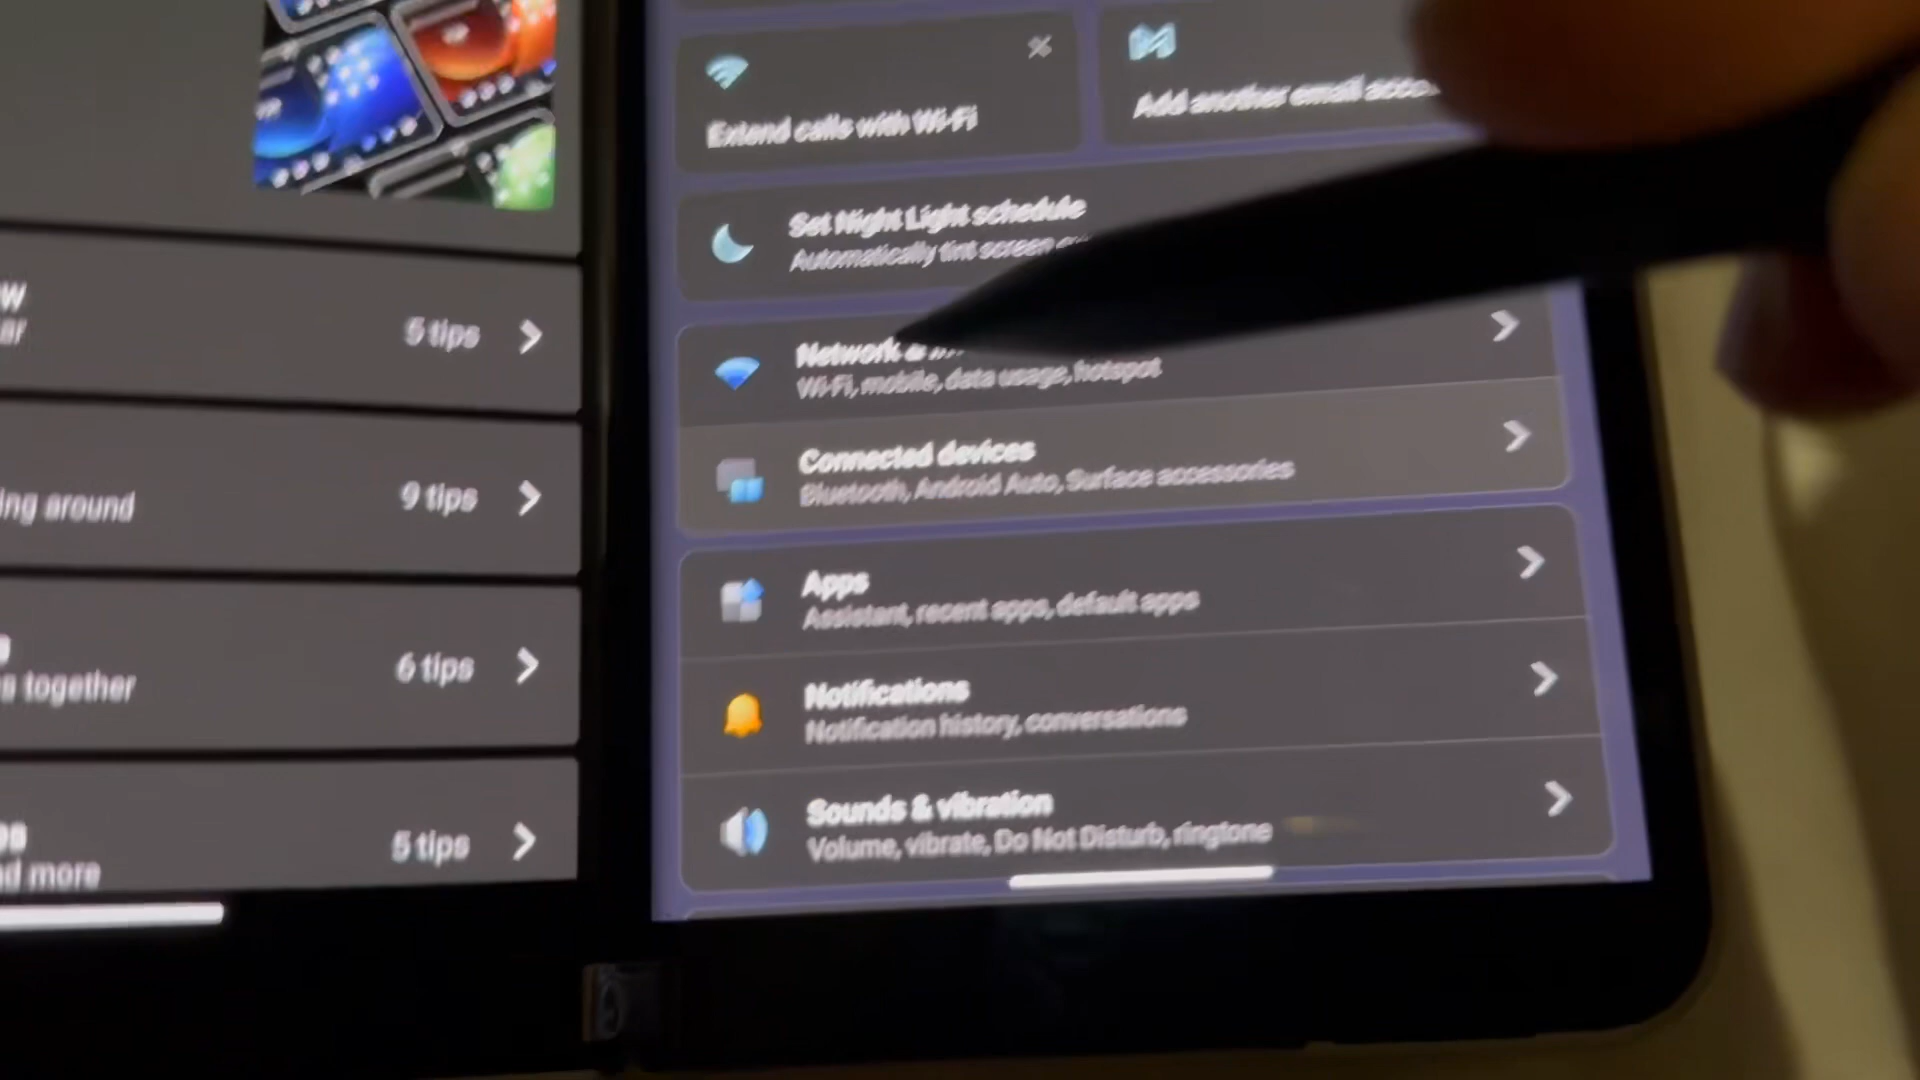 Extend calls with Wi-Fi
Add another email acco
Set Night Light schedule
Automatically tint screen
Network &
Wi-Fi, mobile, data usage, hotspot
Connected devices
Bluetooth, Android Auto, Surface accessories
Apps
Assistant, recent apps, default apps
Notifications
Notification history, conversations
Sounds & vibration
Volume, vibrate, Do Not Disturb, ringtone
w
ar
5 tips
ing around
9 tips
s together
6 tips
5 tips
d more